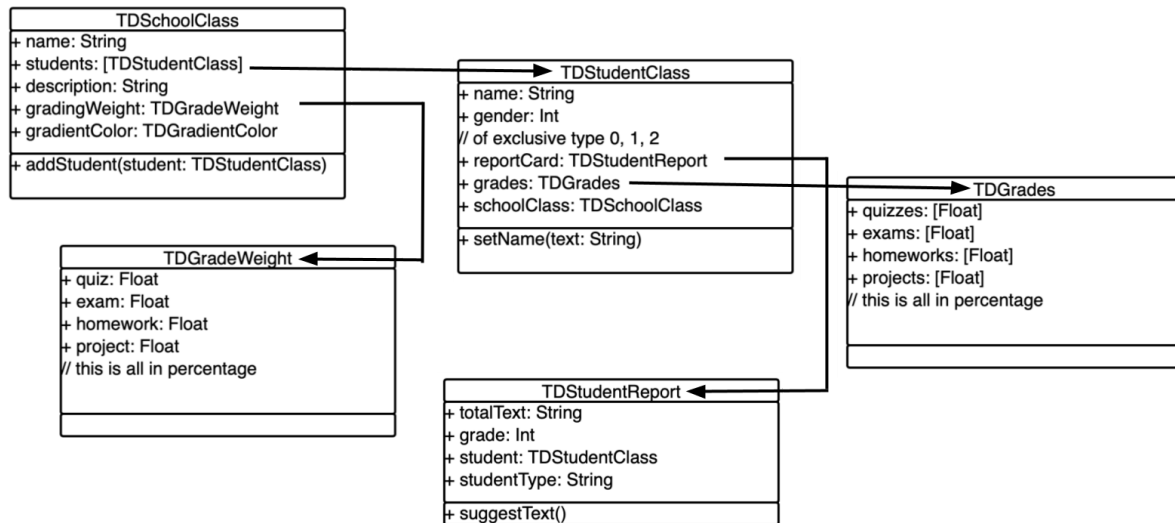 TDSchoolClass
+ name: String
+ students: [TDStudentClass]
+ description: String
+ gradingWeight: TDGradeWeight
+ gradientColor: TDGradientColor
+ addStudent(student: TDStudentClass)
TDStudentClass
+ name: String
+ gender: Int
// of exclusive type 0, 1, 2
+ reportCard: TDStudentReport
+ grades: TDGrades
+ schoolClass: TDSchoolClass
+ setName(text: String)
TDGrades
+ quizzes: [Float]
+ exams: [Float]
+ homeworks: [Float]
+ projects: [Float]
// this is all in percentage
TDGradeWeight
+ quiz: Float
+ exam: Float
+ homework: Float
+ project: Float
// this is all in percentage
TDStudentReport
+ totalText: String
+ grade: Int
+ student: TDStudentClass
+ studentType: String
+ suggestText()